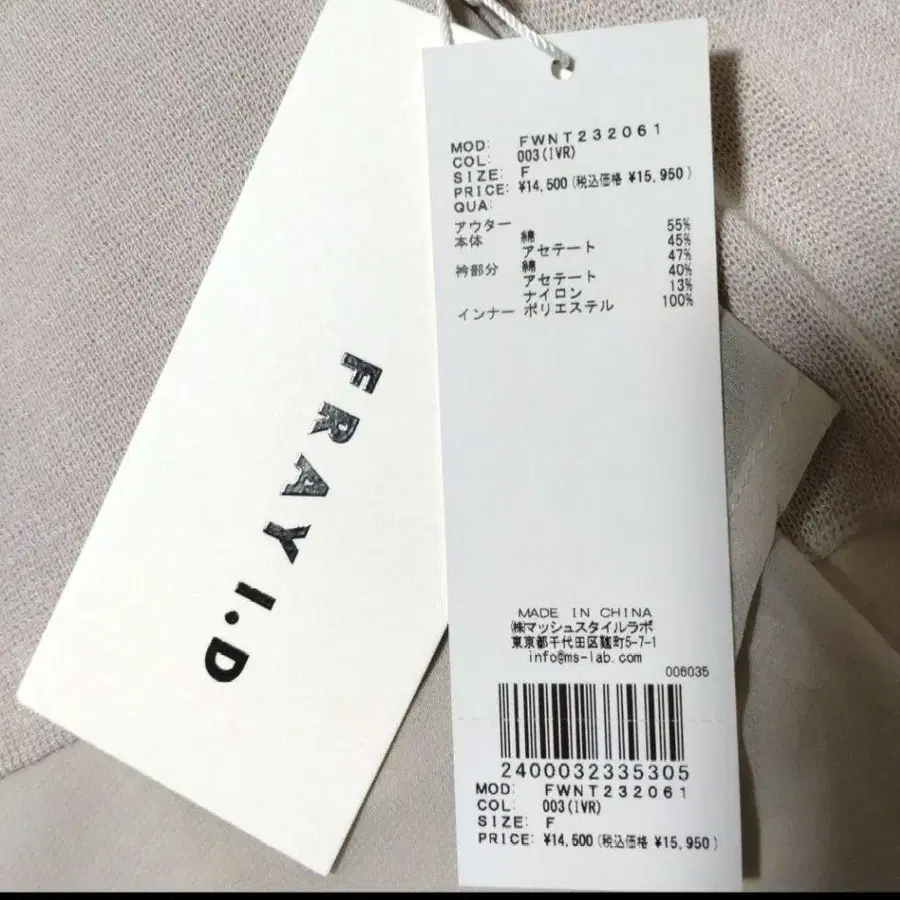 FRAY I.D
MOD: FWNT232061
COL: 003(IVR)
SIZE: F
PRICE: ¥14,500(税込価格 ¥15,950)
QUA:
アウター
本体 綿 55%
アセテート 45%
衿部分 綿 47%
アセテート 40%
ナイロン 13%
インナー ポリエステル 100%
MADE IN CHINA
㈱マッシュスタイルラボ
東京都千代田区麹町5-7-1
info@ms-lab.com
006035
2400032335305
MOD: FWNT232061
COL: 003(IVR)
SIZE: F
PRICE: ¥14,500(税込価格 ¥15,950)